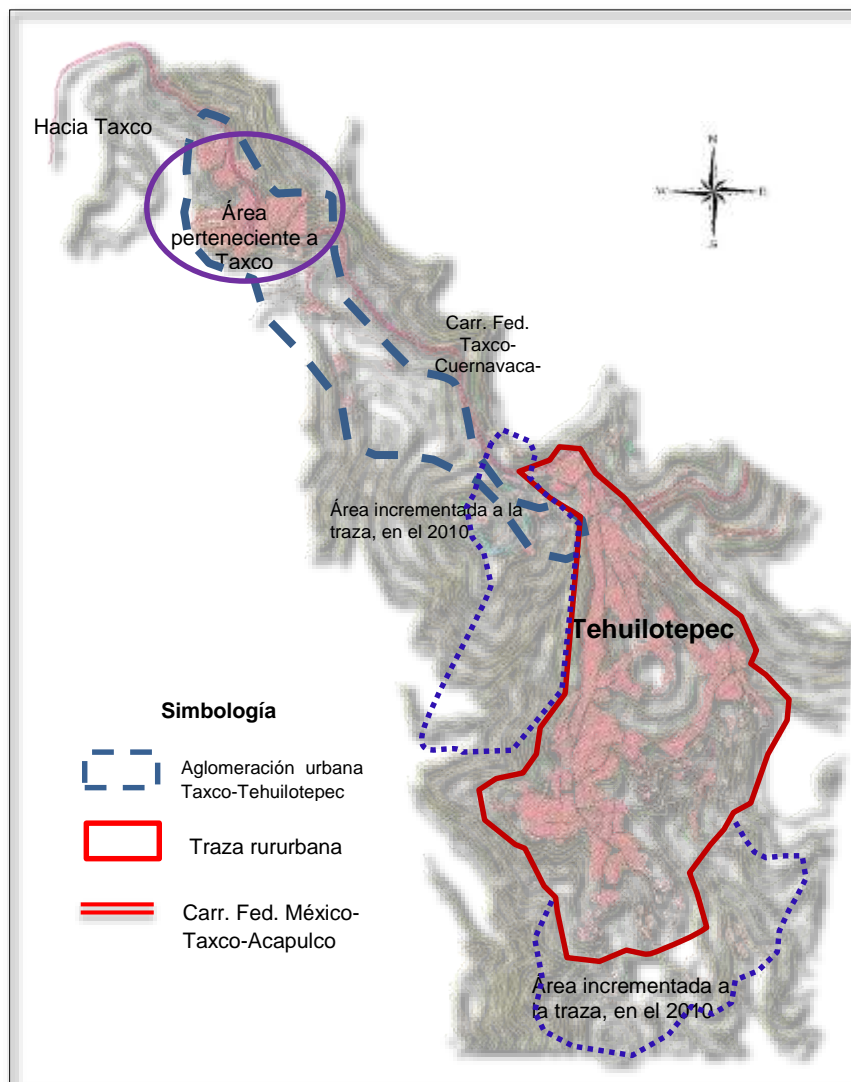 Hacia Taxco
Área
perteneciente a
Taxco
N
W
E
S
Carr. Fed.
Taxco-
Cuernavaca-
Área incrementada a la
traza, en el 2010
Tehuilotepec
Simbología
Aglomeración urbana
Taxco-Tehuilotepec
Traza rururbana
Carr. Fed. México-
Taxco-Acapulco
Área incrementada a
la traza, en el 2010